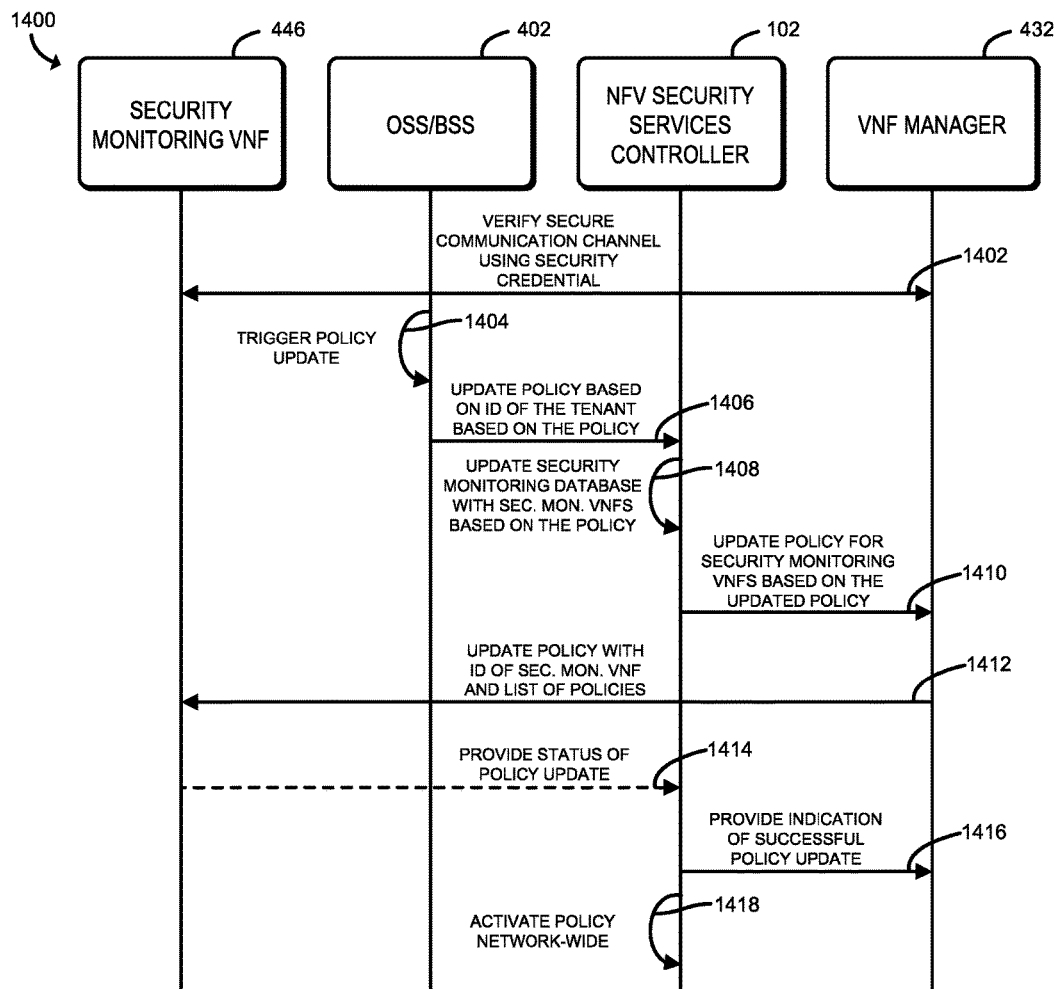 1400
446
402
102
432
SECURITY
MONITORING VNF
OSS/BSS
NFV SECURITY
SERVICES
CONTROLLER
VNF MANAGER
VERIFY SECURE
COMMUNICATION CHANNEL
USING SECURITY
CREDENTIAL
1402
1404
TRIGGER POLICY
UPDATE
UPDATE POLICY BASED
ON ID OF THE TENANT
BASED ON THE POLICY
1406
UPDATE SECURITY
MONITORING DATABASE
WITH SEC. MON. VNFS
BASED ON THE POLICY
1408
UPDATE POLICY FOR
SECURITY MONITORING
VNFS BASED ON THE
UPDATED POLICY
1410
UPDATE POLICY WITH
ID OF SEC. MON. VNF
AND LIST OF POLICIES
1412
PROVIDE STATUS OF
POLICY UPDATE
1414
PROVIDE INDICATION
OF SUCCESSFUL
POLICY UPDATE
1416
ACTIVATE POLICY
NETWORK-WIDE
1418